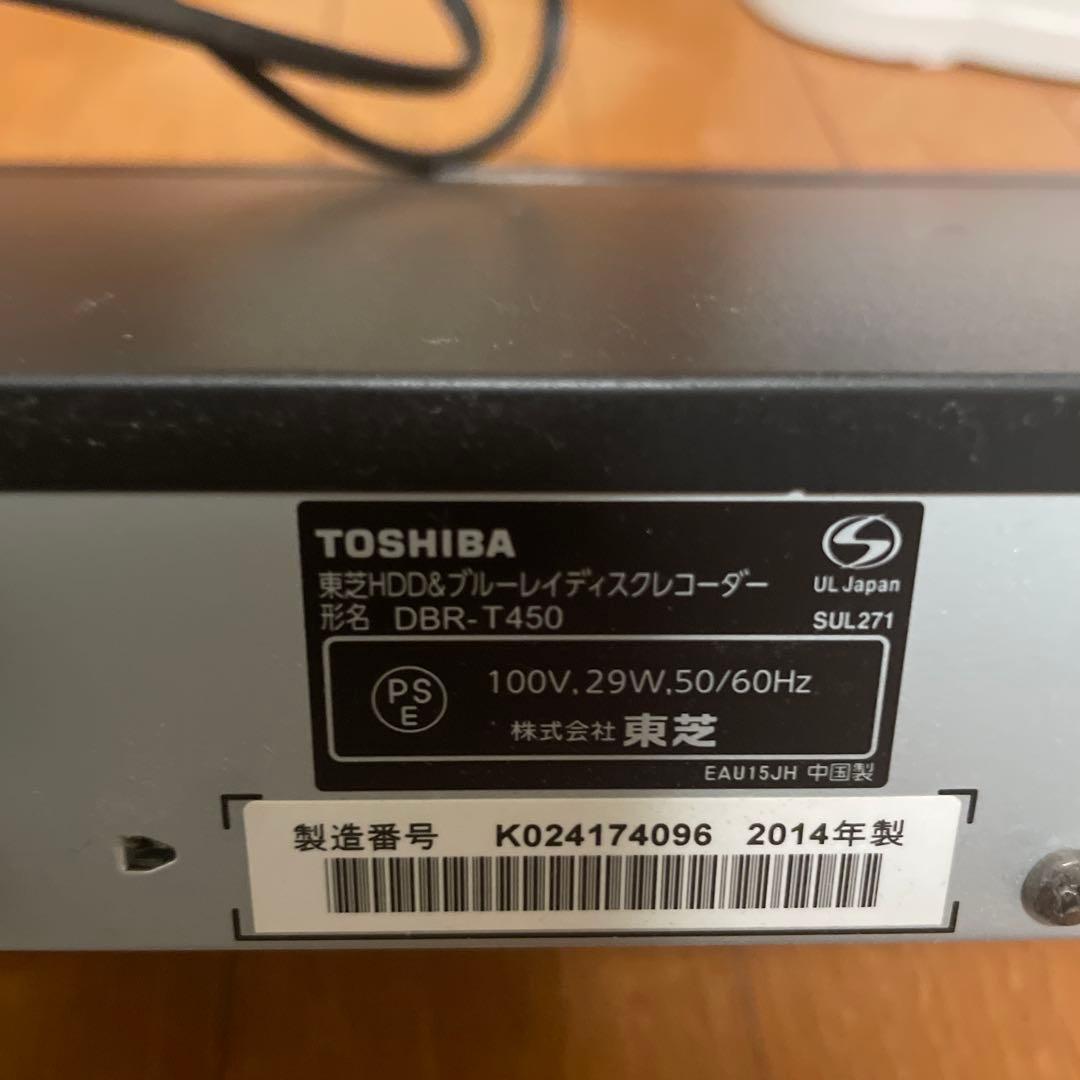 TOSHIBA
東芝HDD&ブルーレイディスクレコーダー
形名 DBR-T450
UL Japan
SUL271
PS
E
100V,29W,50/60Hz
株式会社 東芝
EAU15JH 中国製
製造番号 K024174096 2014年製